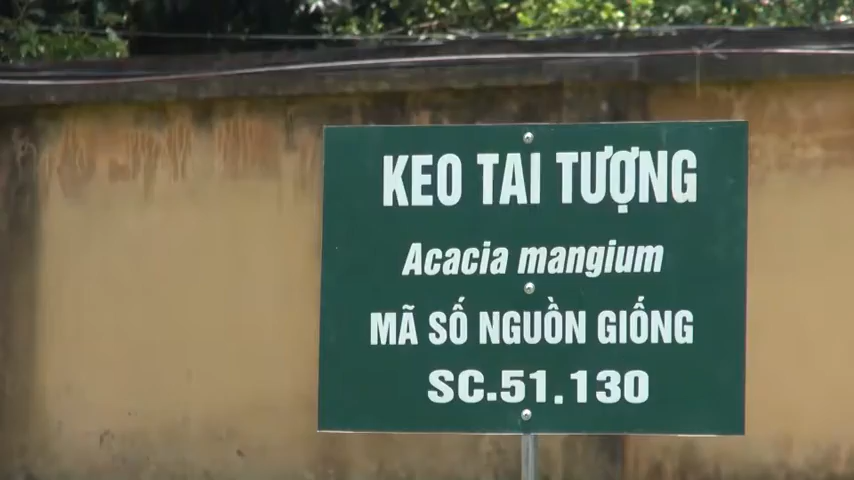 KEO TAI TƯỢNG
Acacia mangium
MÃ SỐ NGUỒN GIỐNG
SC.51.130